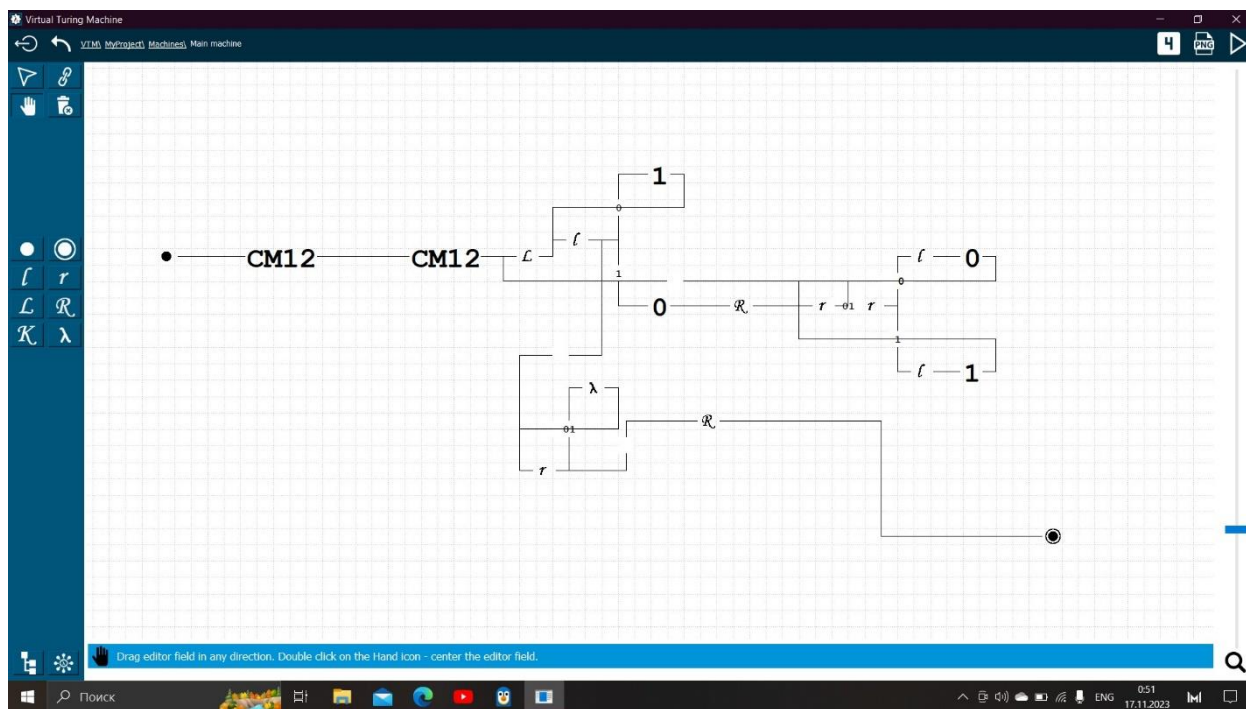 Virtual Turing Machine
VTM\ MyProject\ Machines\ Main machine
Ч PNG
1
0
l
CM12 CM12 L
1
l 0
0
0 R r 01 r
l r
L R
K λ
1
l 1
λ
01
R
r
Drag editor field in any direction. Double click on the Hand icon - center the editor field.
Поиск
ENG
0:51
17.11.2023